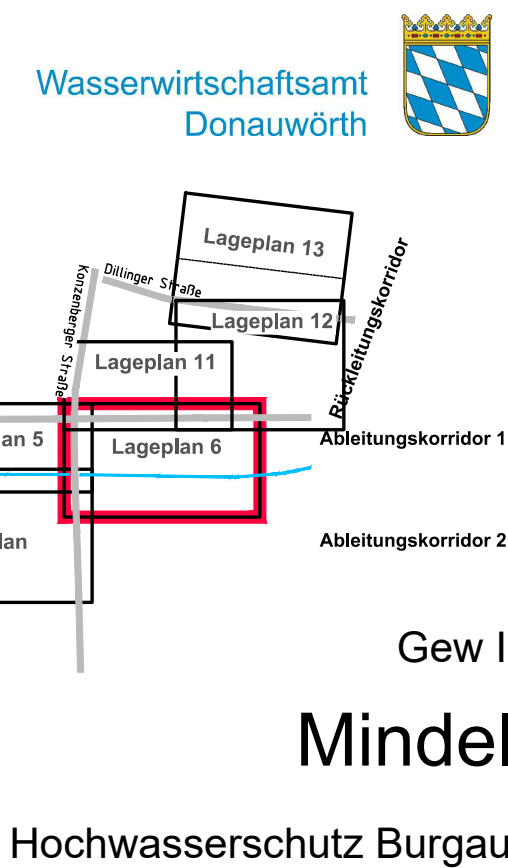 Wasserwirtschaftsamt
Donauwörth
Lageplan 13
Dillinger Straße
Konzenberger Straße
Rückleitungskorridor
Lageplan 12
Lageplan 11
an 5
Lageplan 6
Ableitungskorridor 1
lan
Ableitungskorridor 2
Gew I
Mindel
Hochwasserschutz Burgau